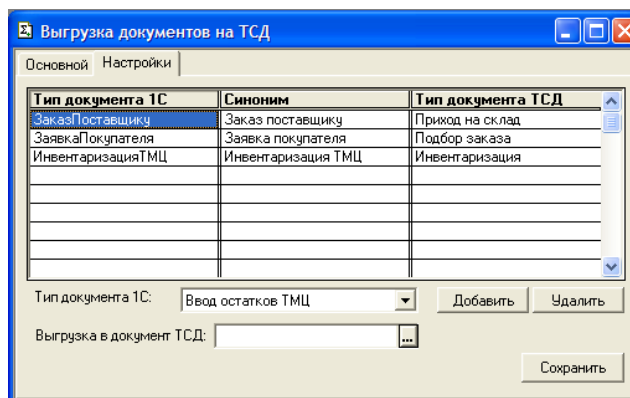 Выгрузка документов на ТСД
Основной Настройки
Тип документа 1С Синоним Тип документа ТСД
ЗаказПоставщику Заказ поставщику Приход на склад
ЗаявкаПокупателя Заявка покупателя Подбор заказа
ИнвентаризацияТМЦ Инвентаризация ТМЦ Инвентаризация
Тип документа 1С: Ввод остатков ТМЦ Добавить Удалить
Выгрузка в документ ТСД: ...
Сохранить